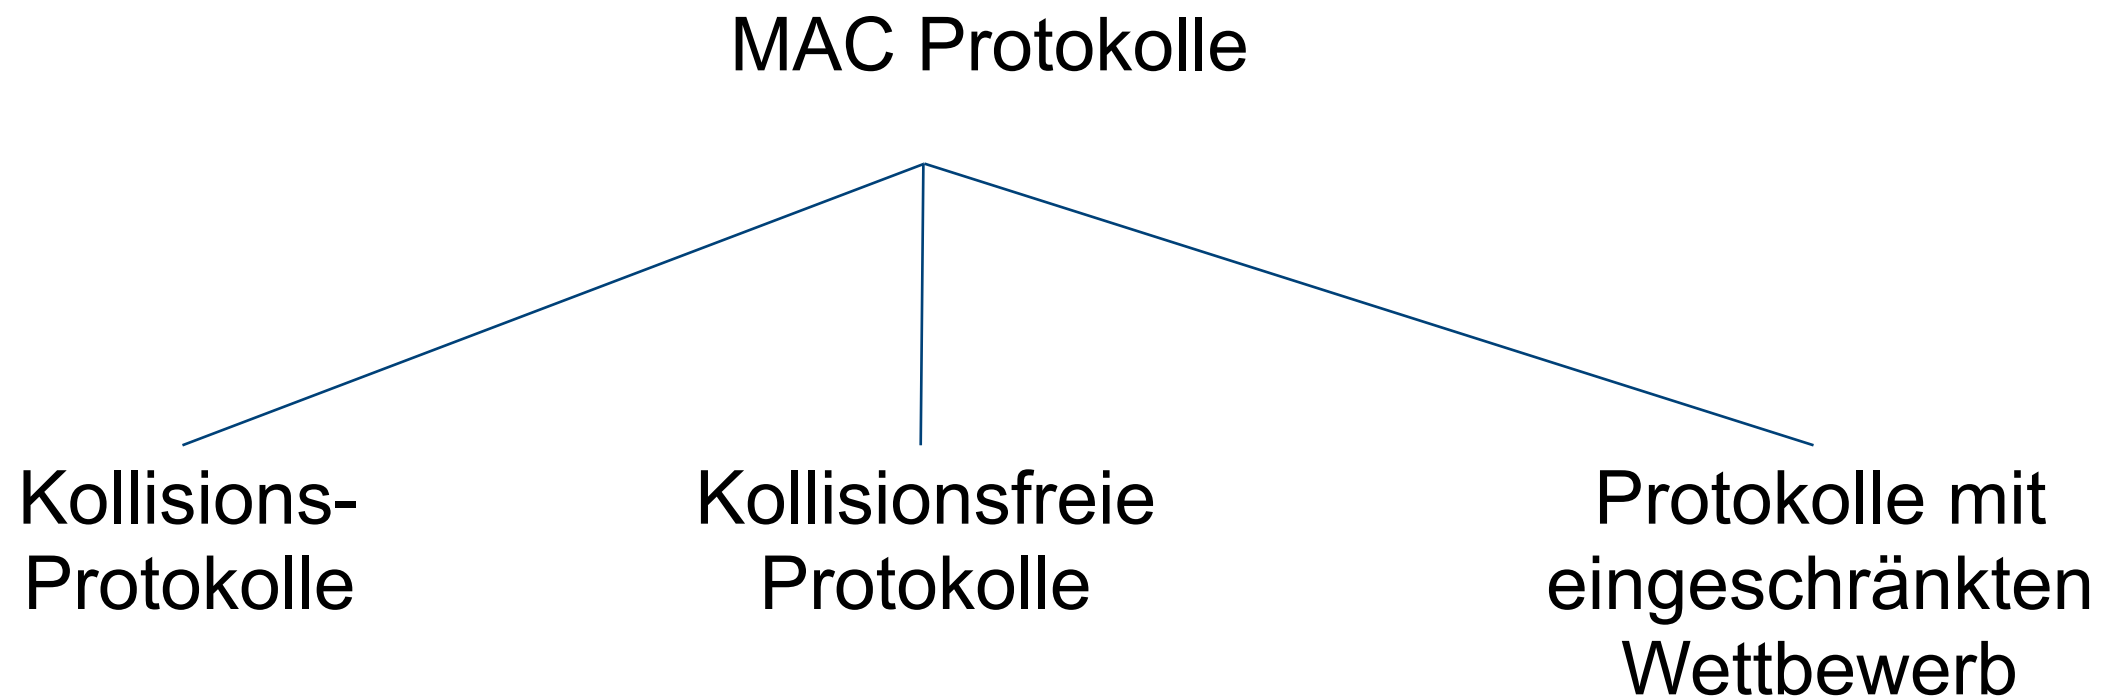 MAC Protokolle
Kollisions-
Protokolle
Kollisionsfreie
Protokolle
Protokolle mit
eingeschränkten
Wettbewerb